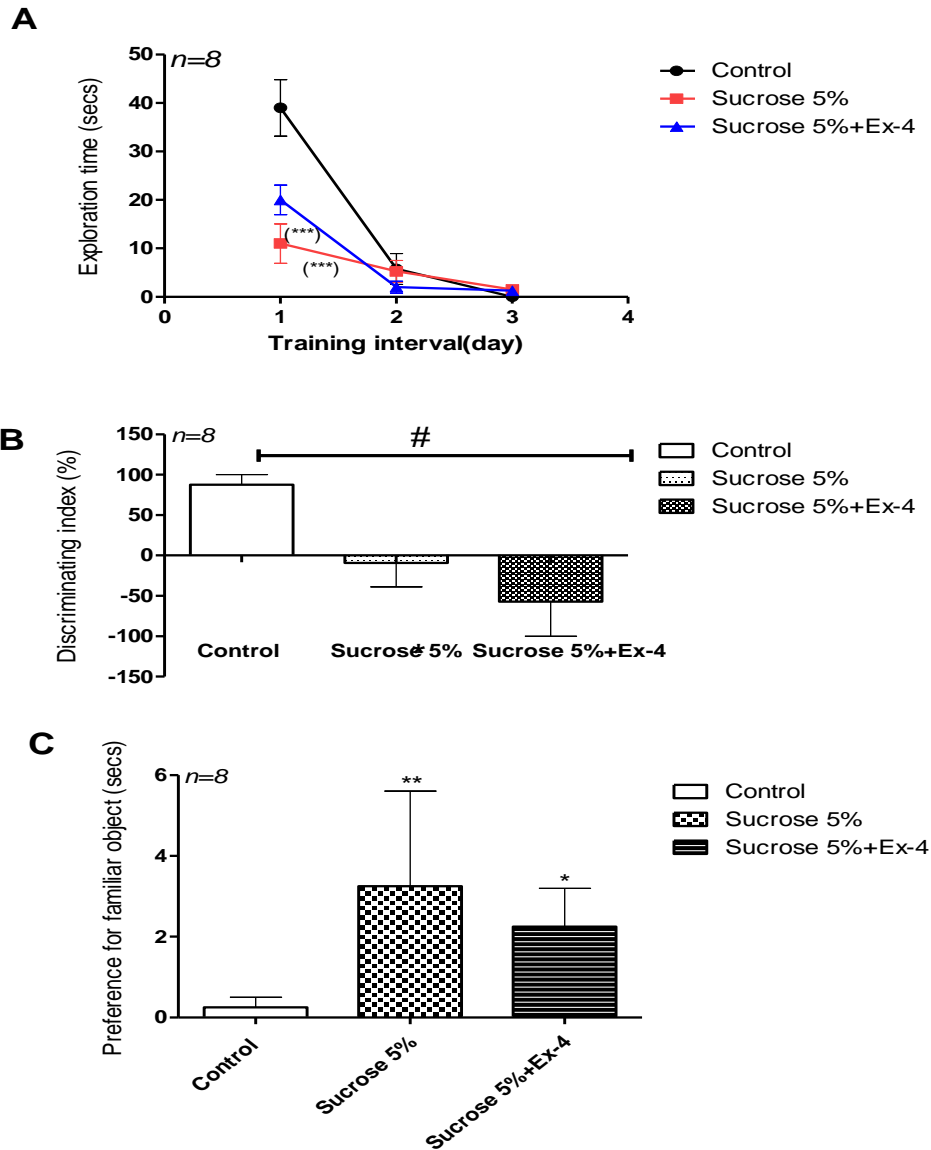 A
n=8
50
40
30
20
10
0
Exploration time (secs)
(***)
(***)
0 1 2 3 4
Training interval(day)
Control
Sucrose 5%
Sucrose 5%+Ex-4
B
n=8
#
150
100
50
0
-50
-100
-150
Discriminating index (%)
Control Sucrose 5% Sucrose 5%+Ex-4
*
Control
Sucrose 5%
Sucrose 5%+Ex-4
C
n=8
6
4
2
0
Preference for familiar object (secs)
**
*
Control
Sucrose 5%
Sucrose 5%+Ex-4
Control
Sucrose 5%
Sucrose 5%+Ex-4